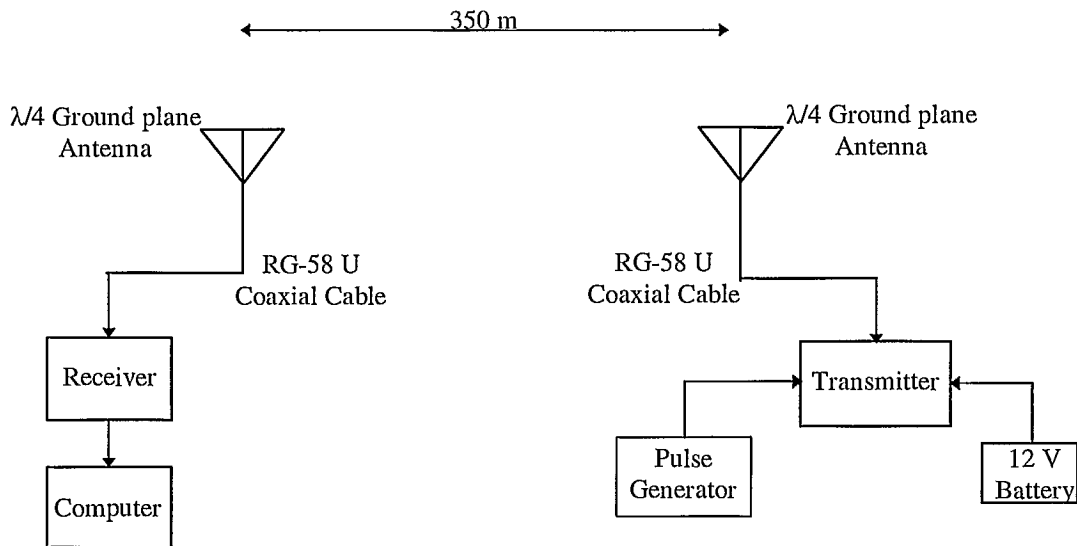 350 m
λ/4 Ground plane
Antenna
λ/4 Ground plane
Antenna
RG-58 U
Coaxial Cable
RG-58 U
Coaxial Cable
Receiver
Transmitter
Pulse
Generator
12 V
Battery
Computer